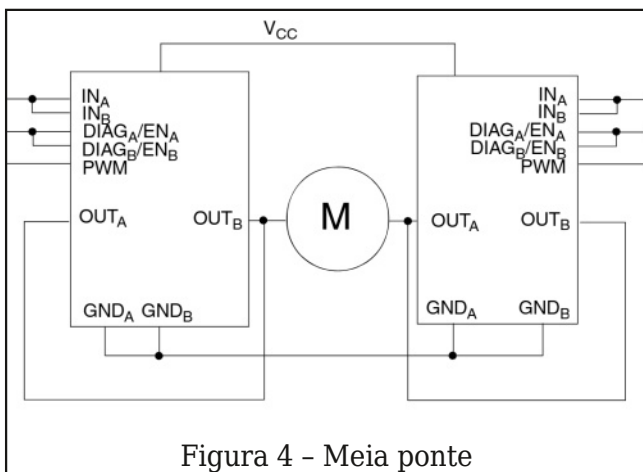 VCC
INA
INB
DIAGA/ENA
DIAGB/ENB
PWM
OUTA
OUTB
GNDA GNDB
M
INA
INB
DIAGA/ENA
DIAGB/ENB
PWM
OUTA
OUTB
GNDA
GNDB
Figura 4 – Meia ponte